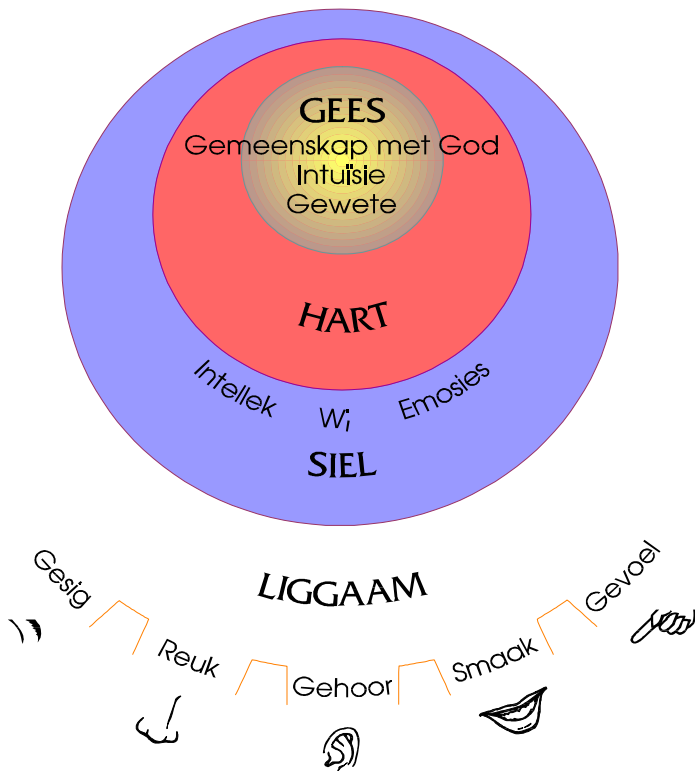 GEES
Gemeenskap met God
Intuïsie
Gewete
HART
Intellek
Wi
Emosies
SIEL
LIGGAAM
Gesig
Reuk
Gehoor
Smaak
Gevoel